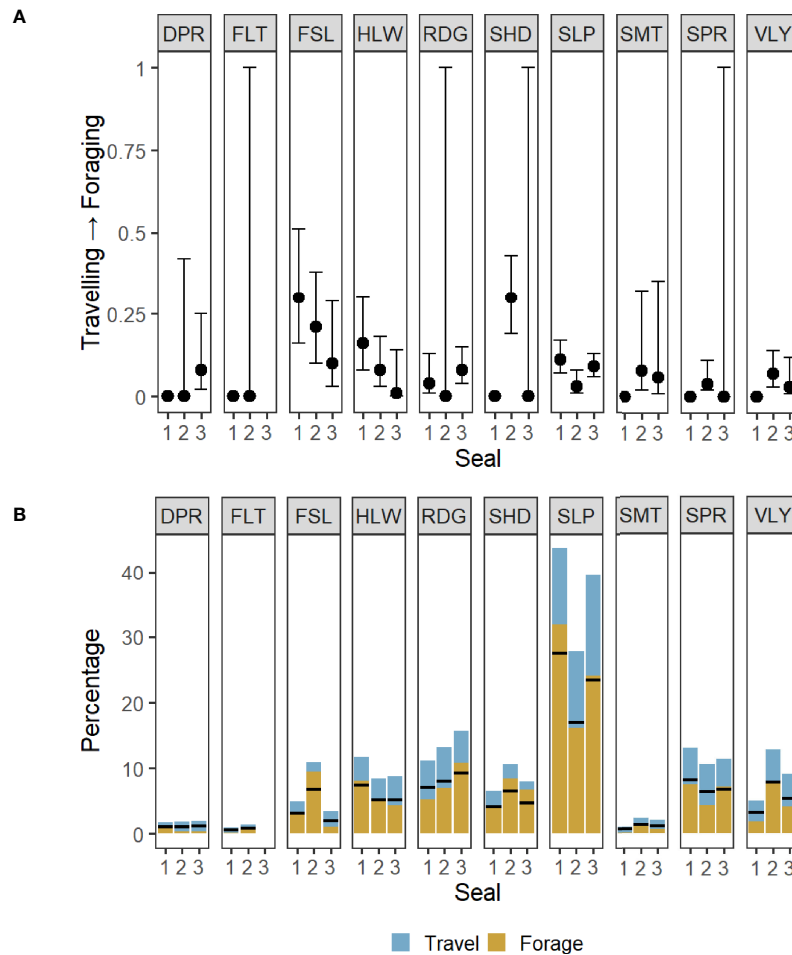 A
DPR FLT FSL HLW RDG SHD SLP SMT SPR VLY
Travelling → Foraging
1
0.75
0.5
0.25
0
1 2 3 1 2 3 1 2 3 1 2 3 1 2 3 1 2 3 1 2 3 1 2 3 1 2 3 1 2 3
Seal
B
DPR FLT FSL HLW RDG SHD SLP SMT SPR VLY
Percentage
40
30
20
10
0
1 2 3 1 2 3 1 2 3 1 2 3 1 2 3 1 2 3 1 2 3 1 2 3 1 2 3 1 2 3
Seal
Travel Forage